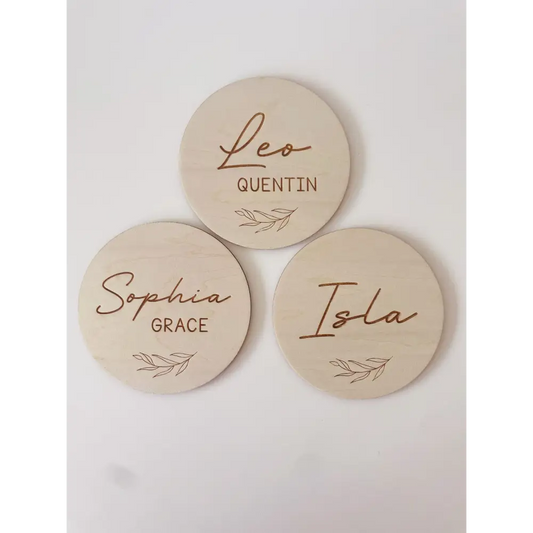 Leo
QUENTIN
Sophia
GRACE
Isla